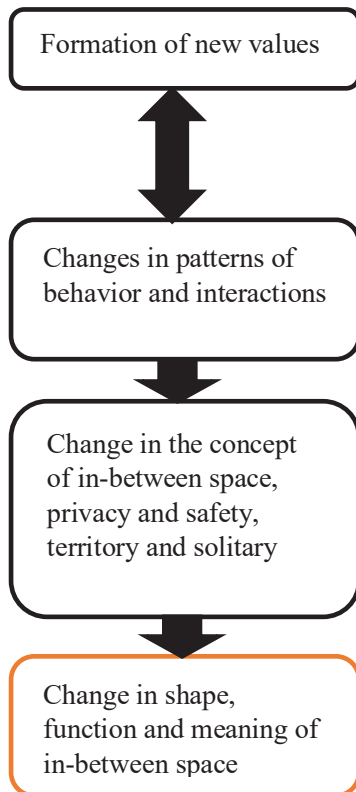 Formation of new values
Changes in patterns of
behavior and interactions
Change in the concept
of in-between space,
privacy and safety,
territory and solitary
Change in shape,
function and meaning of
in-between space